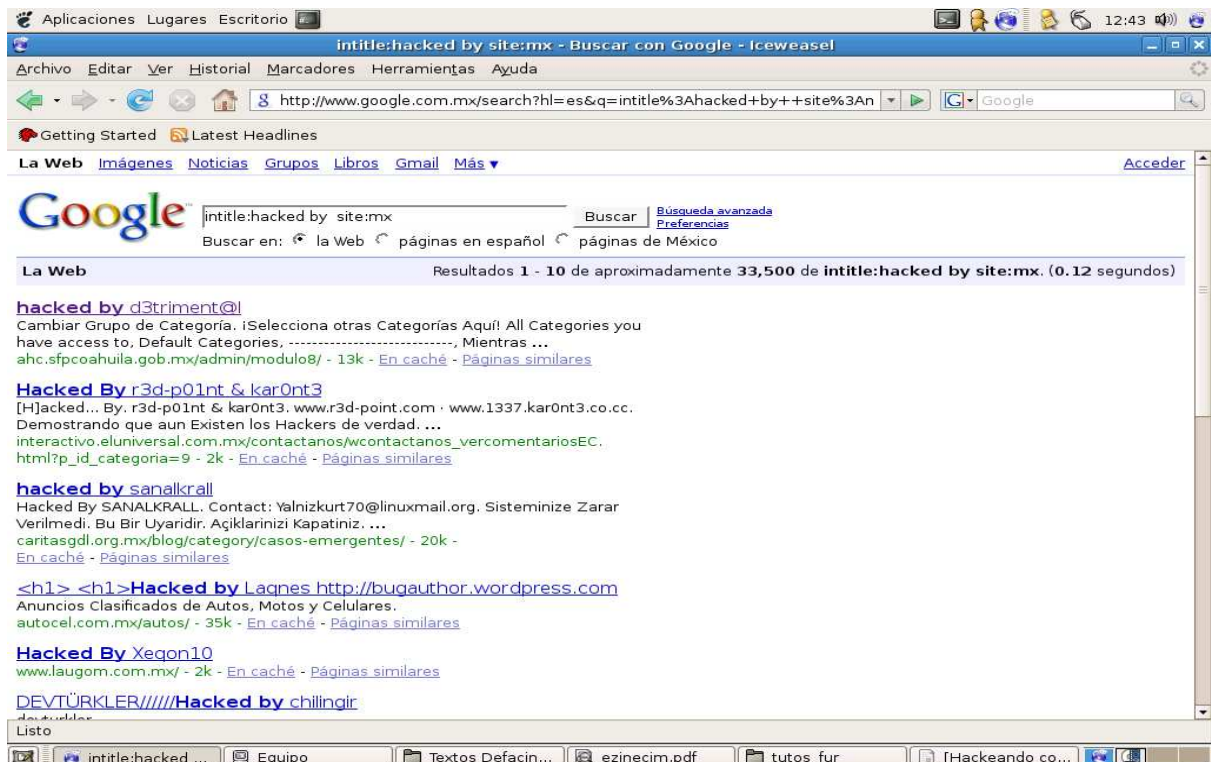 Aplicaciones Lugares Escritorio 12:43
intitle:hacked by site:mx - Buscar con Google - Iceweasel
Archivo Editar Ver Historial Marcadores Herramientas Ayuda
http://www.google.com.mx/search?hl=es&q=intitle%3Ahacked+by++site%3An G Google
Getting Started Latest Headlines
La Web Imágenes Noticias Grupos Libros Gmail Más ▼ Acceder
Google intitle:hacked by  site:mx Buscar Búsqueda avanzada
Preferencias
Buscar en: la Web páginas en español páginas de México
La Web Resultados 1 - 10 de aproximadamente 33,500 de intitle:hacked by site:mx. (0.12 segundos)
hacked by d3triment@l
Cambiar Grupo de Categoría. ¡Selecciona otras Categorías Aquí! All Categories you
have access to, Default Categories, ----------------------------, Mientras ...
ahc.sfpcoahuila.gob.mx/admin/modulo8/ - 13k - En caché - Páginas similares
Hacked By r3d-p01nt & kar0nt3
[H]acked... By. r3d-p01nt & kar0nt3. www.r3d-point.com · www.1337.kar0nt3.co.cc.
Demostrando que aun Existen los Hackers de verdad. ...
interactivo.eluniversal.com.mx/contactanos/wcontactanos_vercomentariosEC.
html?p_id_categoria=9 - 2k - En caché - Páginas similares
hacked by sanalkrall
Hacked By SANALKRALL. Contact: Yalnizkurt70@linuxmail.org. Sisteminize Zarar
Verilmedi. Bu Bir Uyaridir. Açiklarinizi Kapatiniz. ...
caritasgdl.org.mx/blog/category/casos-emergentes/ - 20k -
En caché - Páginas similares
<h1> <h1>Hacked by Laqnes http://bugauthor.wordpress.com
Anuncios Clasificados de Autos, Motos y Celulares.
autocel.com.mx/autos/ - 35k - En caché - Páginas similares
Hacked By Xeqon10
www.laugom.com.mx/ - 2k - En caché - Páginas similares
DEVTÜRKLER//////Hacked by chilingir
Listo
intitle:hacked ... Equipo Textos Defacin... ezinecim.pdf tutos_fur [Hackeando co...